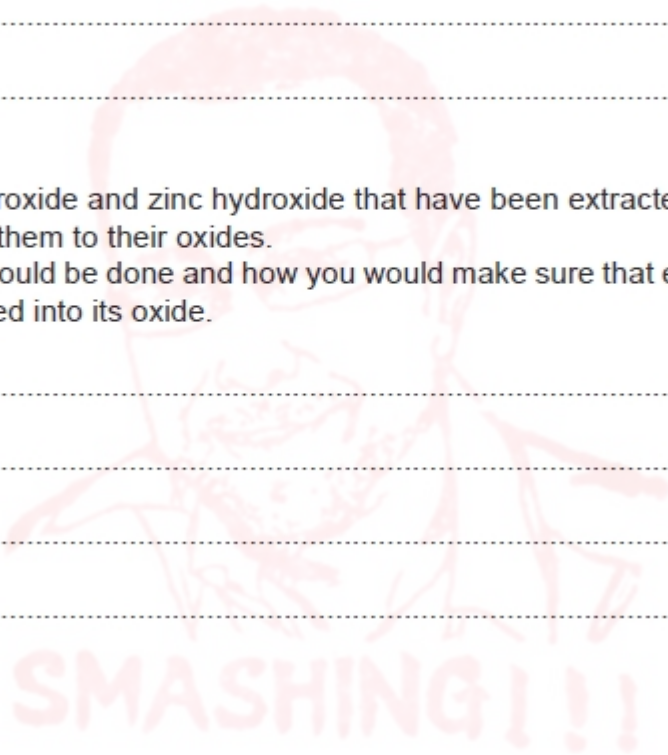 roxide and zinc hydroxide that have been extracte
them to their oxides.
ould be done and how you would make sure that e
ed into its oxide.
SMASHING!!!